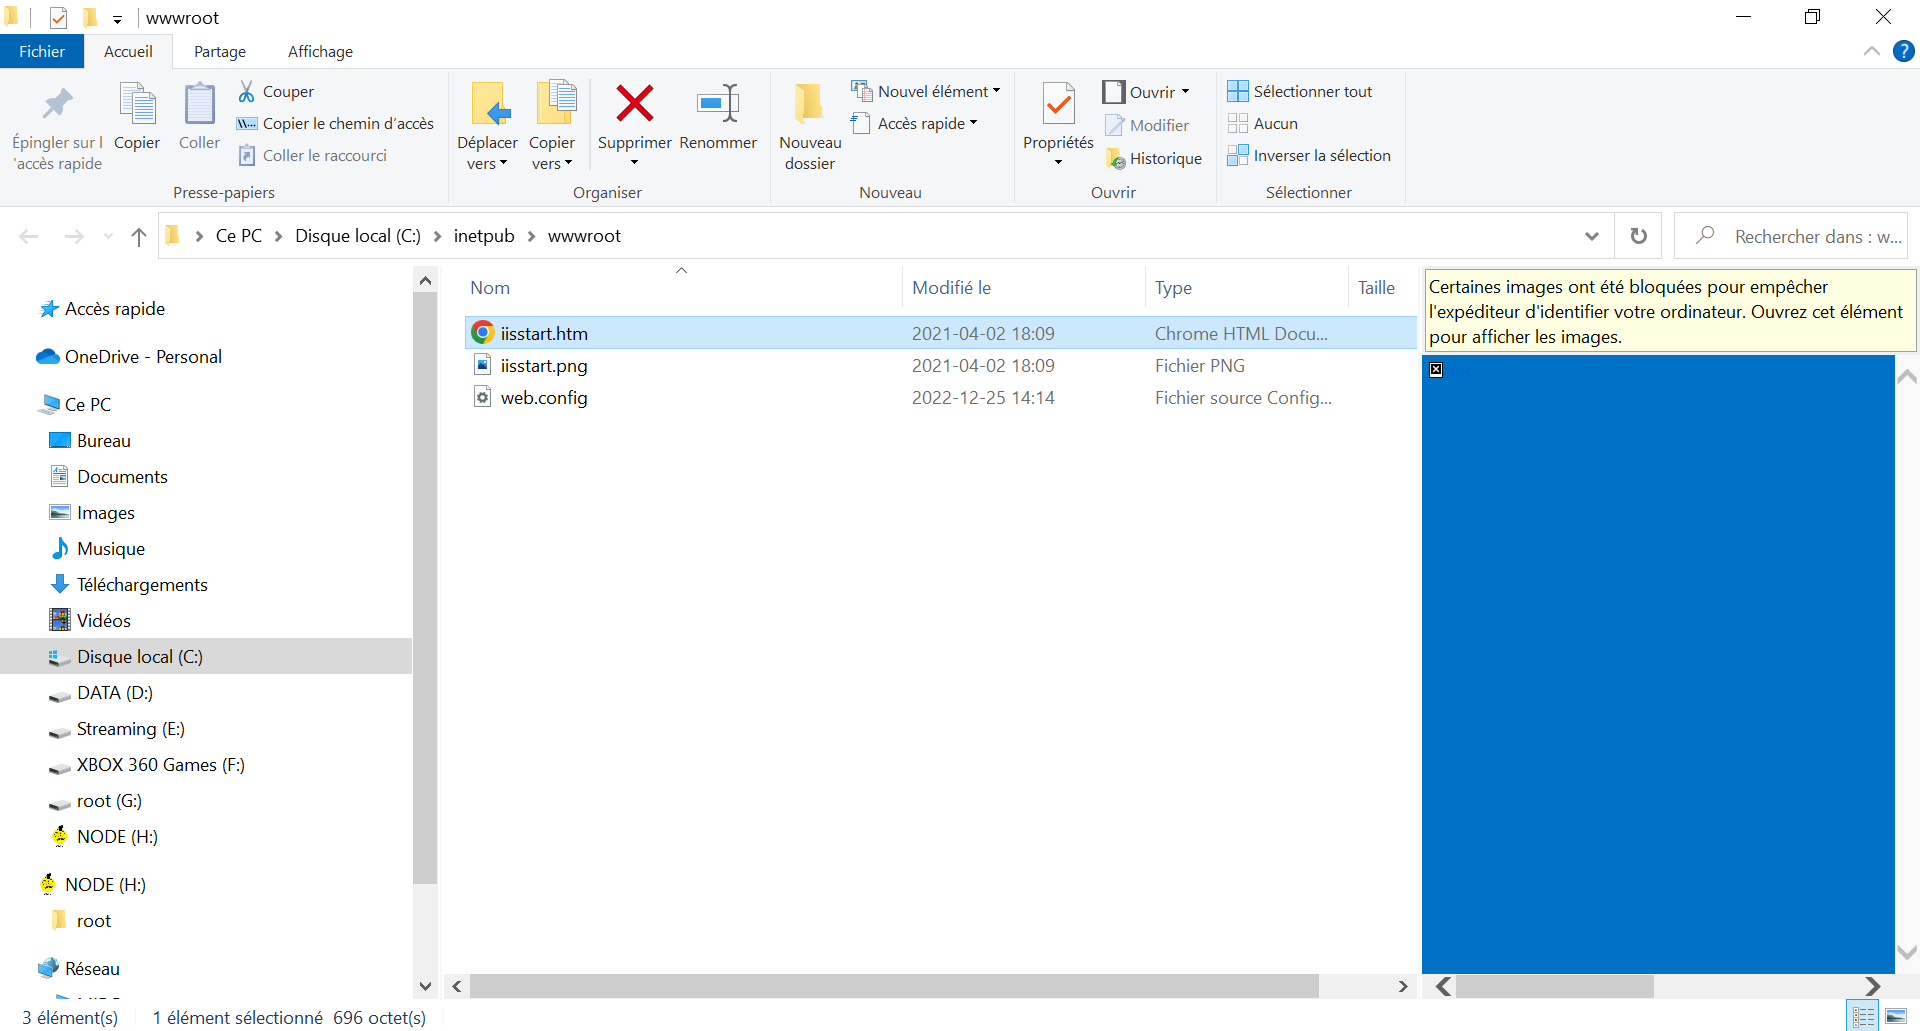 wwwroot
Fichier
Accueil
Partage
Affichage
?
Épingler sur l
'accès rapide
Copier
Coller
Couper
Copier le chemin d'accès
Coller le raccourci
Presse-papiers
Déplacer
vers
Copier
vers
Supprimer
Renommer
Organiser
Nouveau
dossier
Nouvel élément
Accès rapide
Nouveau
Propriétés
Ouvrir
Modifier
Historique
Ouvrir
Sélectionner tout
Aucun
Inverser la sélection
Sélectionner
Ce PC
Disque local (C:)
inetpub
wwwroot
Rechercher dans : w...
Accès rapide
OneDrive - Personal
Ce PC
Bureau
Documents
Images
Musique
Téléchargements
Vidéos
Disque local (C:)
DATA (D:)
Streaming (E:)
XBOX 360 Games (F:)
root (G:)
NODE (H:)
NODE (H:)
root
Réseau
Nom Modifié le Type Taille
iisstart.htm 2021-04-02 18:09 Chrome HTML Docu...
iisstart.png 2021-04-02 18:09 Fichier PNG
web.config 2022-12-25 14:14 Fichier source Config...
Certaines images ont été bloquées pour empêcher
l'expéditeur d'identifier votre ordinateur. Ouvrez cet élément
pour afficher les images.
3 élément(s) 1 élément sélectionné 696 octet(s)